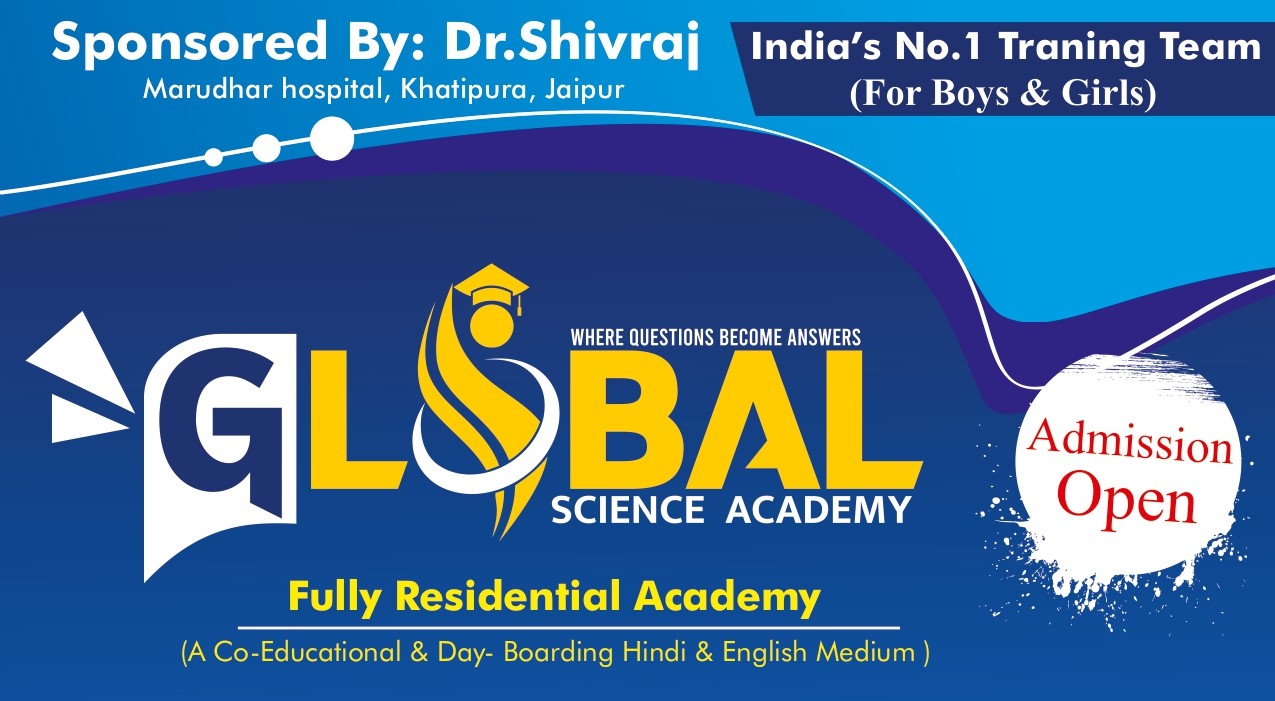 Sponsored By: Dr.Shivraj
Marudhar hospital, Khatipura, Jaipur
India's No.1 Traning Team
(For Boys & Girls)
WHERE QUESTIONS BECOME ANSWERS
GLOBAL
SCIENCE ACADEMY
Admission
Open
Fully Residential Academy
(A Co-Educational & Day- Boarding Hindi & English Medium )